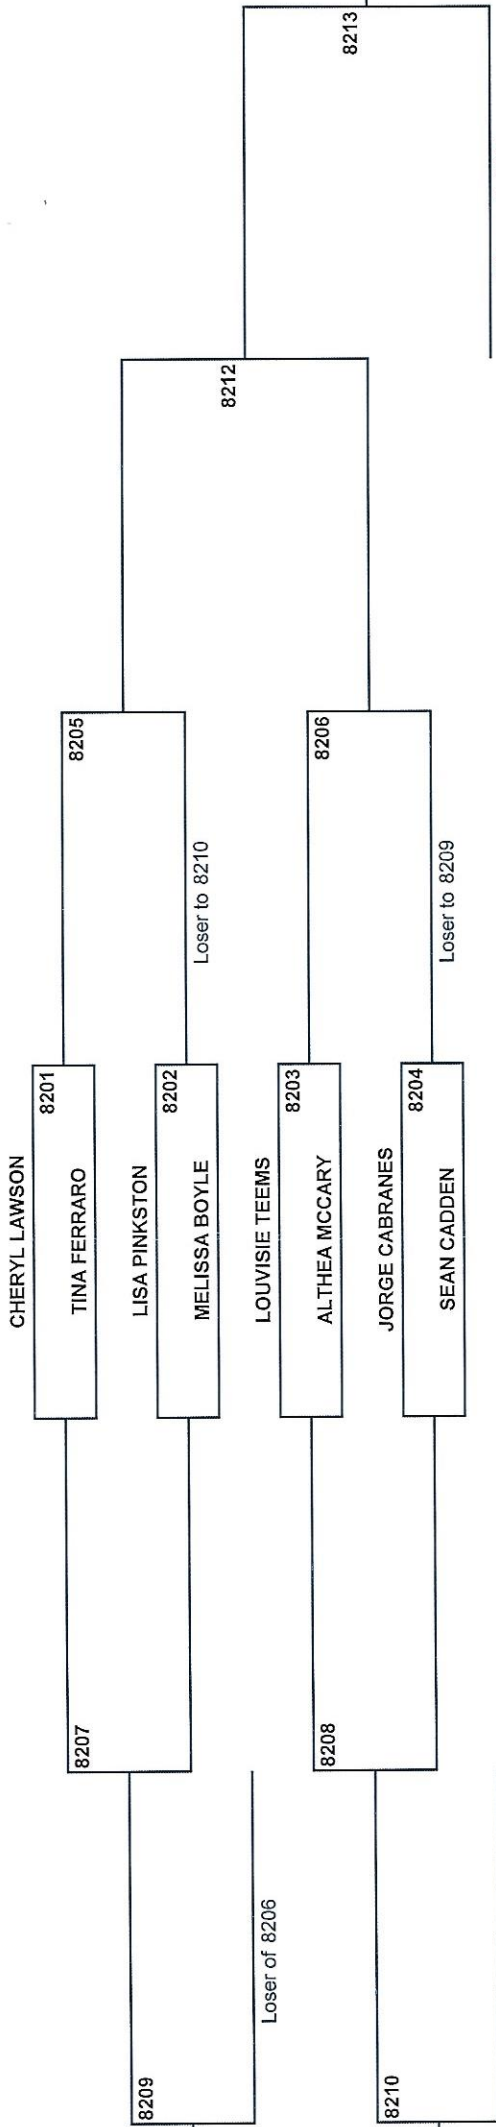 CHERYL LAWSON
8201
TINA FERRARO
LISA PINKSTON
8202
MELISSA BOYLE
LOUVISIE TEEMS
8203
ALTHEA MCCARY
JORGE CABRANES
8204
SEAN CADDEN
8205
Loser to 8210
8206
Loser to 8209
8212
8213
8207
8208
8209
Loser of 8206
8210